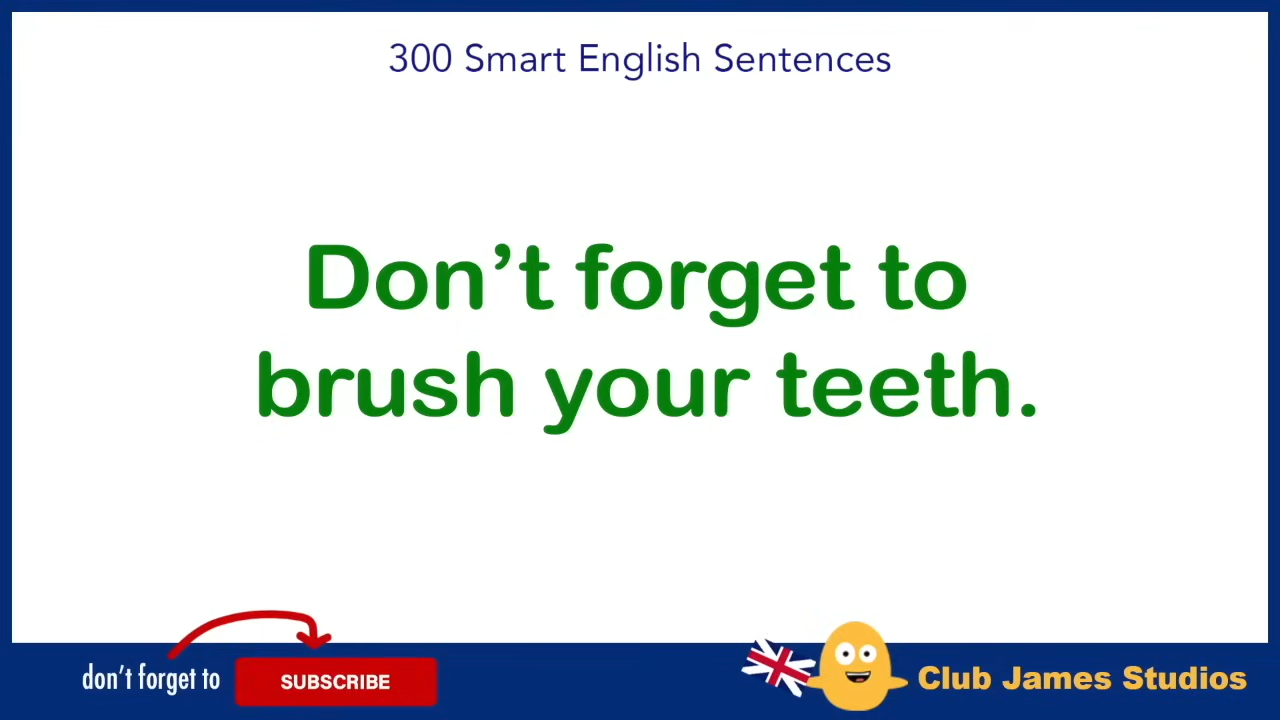 300 Smart English Sentences
Don’t forget to
brush your teeth.
don’t forget to
SUBSCRIBE
Club James Studios